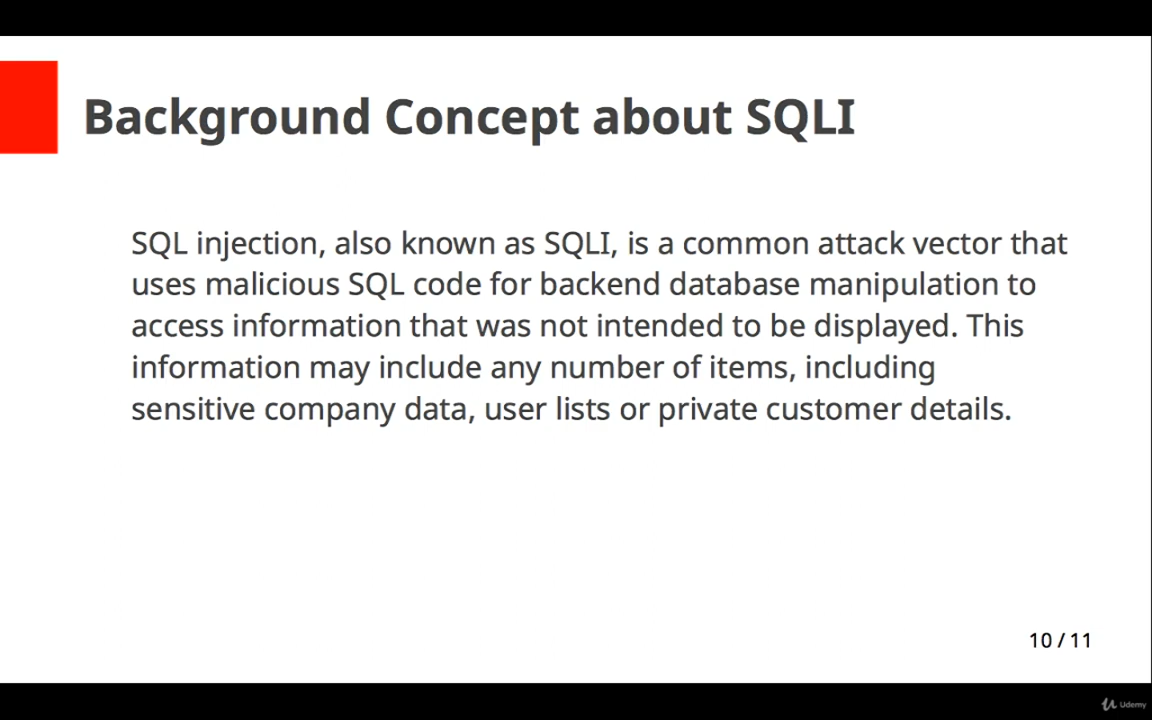 Background Concept about SQLI
SQL injection, also known as SQLI, is a common attack vector that
uses malicious SQL code for backend database manipulation to
access information that was not intended to be displayed. This
information may include any number of items, including
sensitive company data, user lists or private customer details.
10 / 11
Udemy